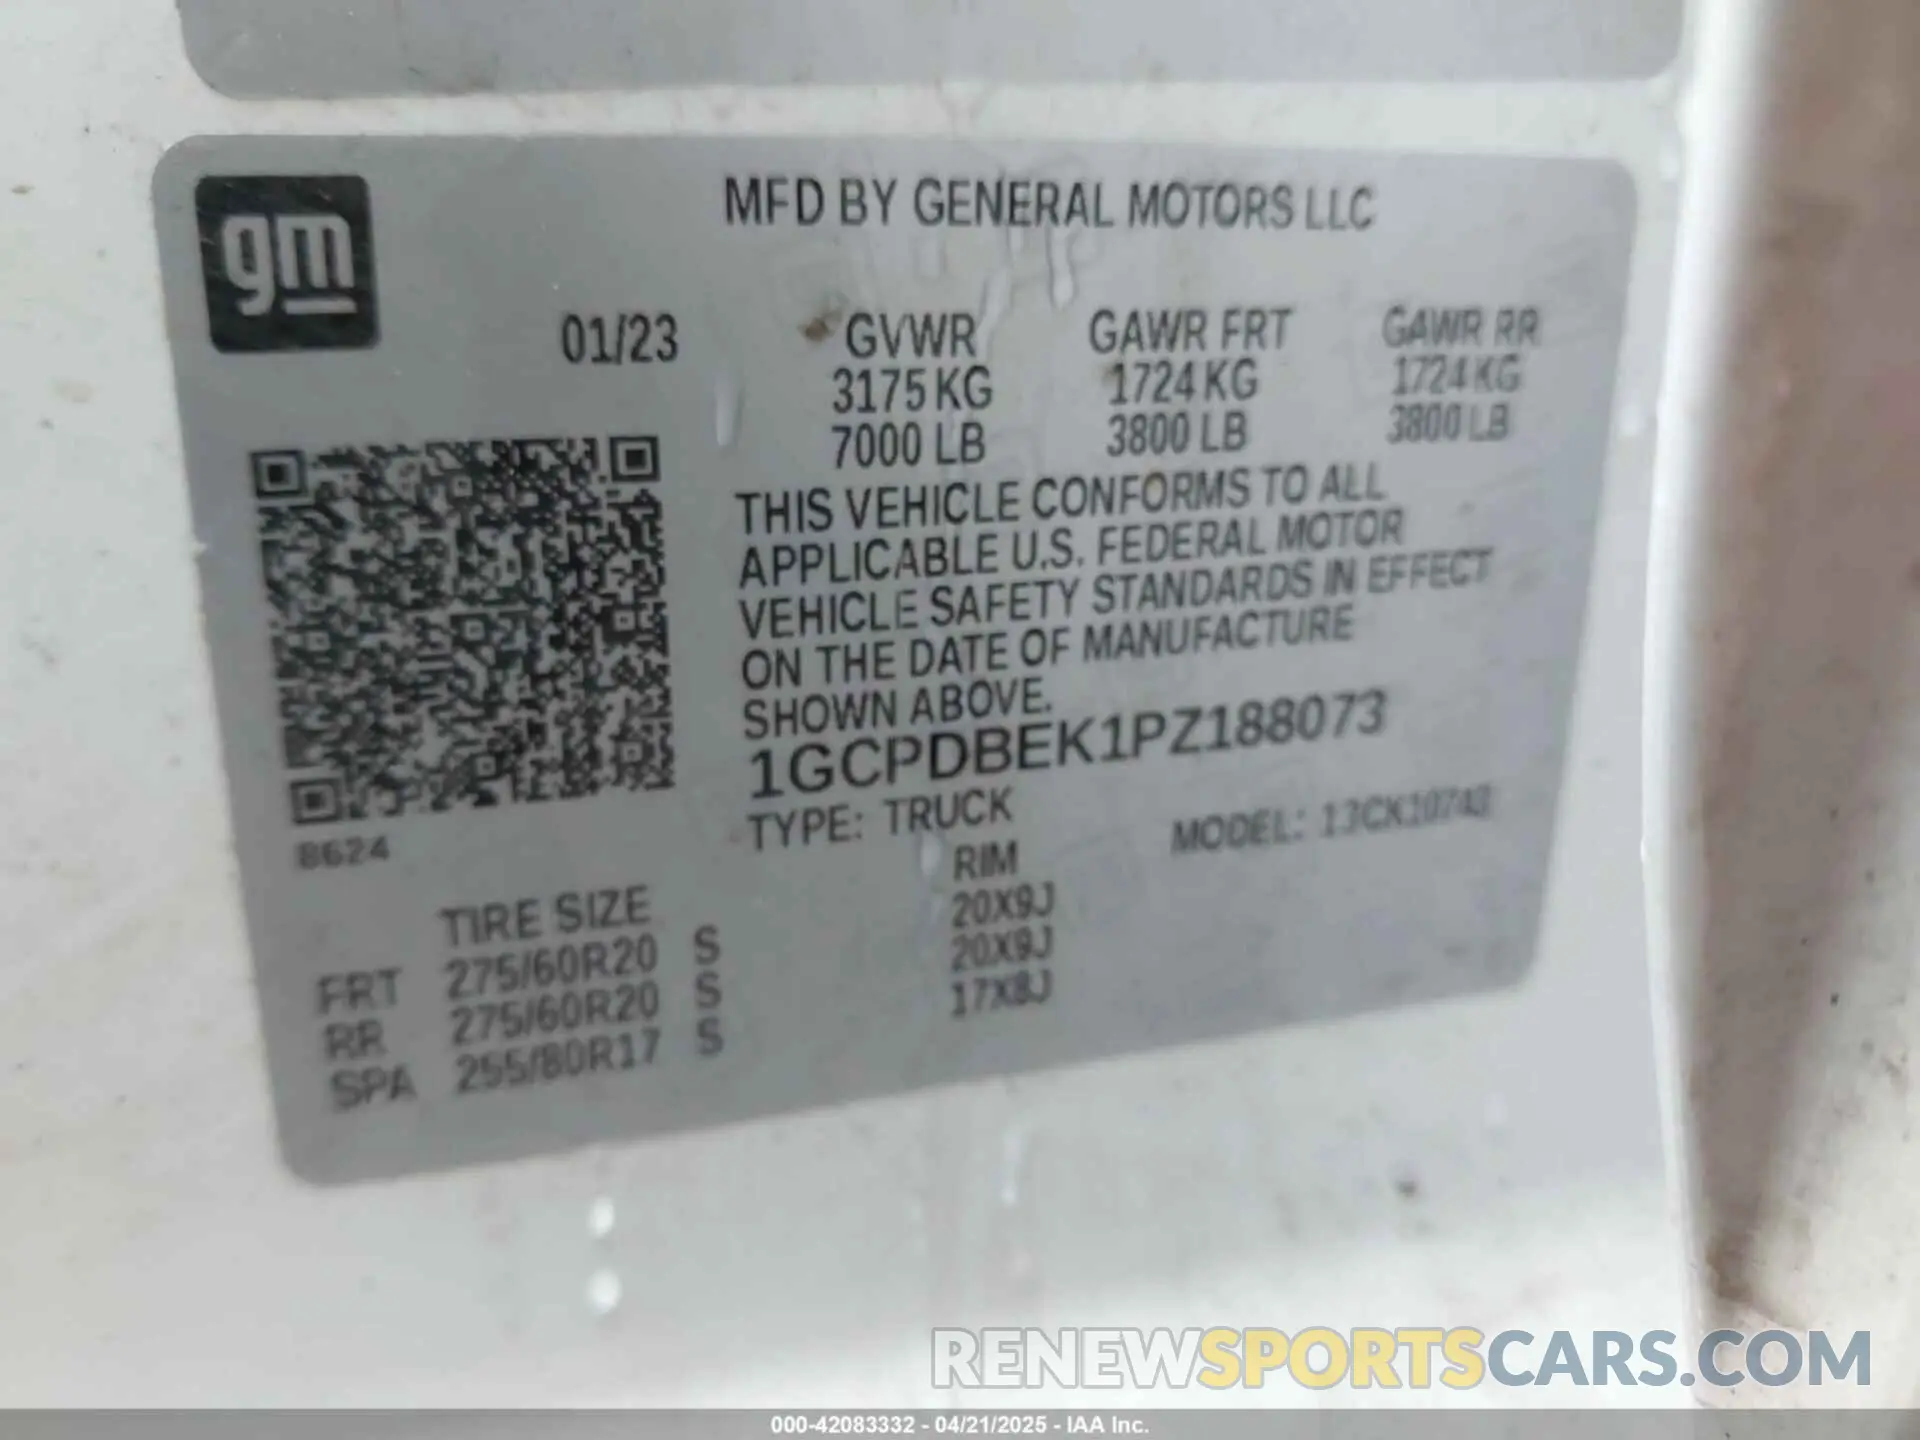 gm
MFD BY GENERAL MOTORS LLC
01/23
GVWR GAWR FRT GAWR RR
3175 KG 1724 KG 1724 KG
7000 LB 3800 LB 3800 LB
THIS VEHICLE CONFORMS TO ALL
APPLICABLE U.S. FEDERAL MOTOR
VEHICLE SAFETY STANDARDS IN EFFECT
ON THE DATE OF MANUFACTURE
SHOWN ABOVE.
1GCPDBEK1PZ188073
TYPE: TRUCK MODEL:
8624
TIRE SIZE RIM
FRT 275/60R20 S 20X9J
RR 275/60R20 S 20X9J
SPA 255/80R17 S 17X8J
RENEWSPORTSCARS.COM
000-42083332 - 04/21/2025 - IAA Inc.